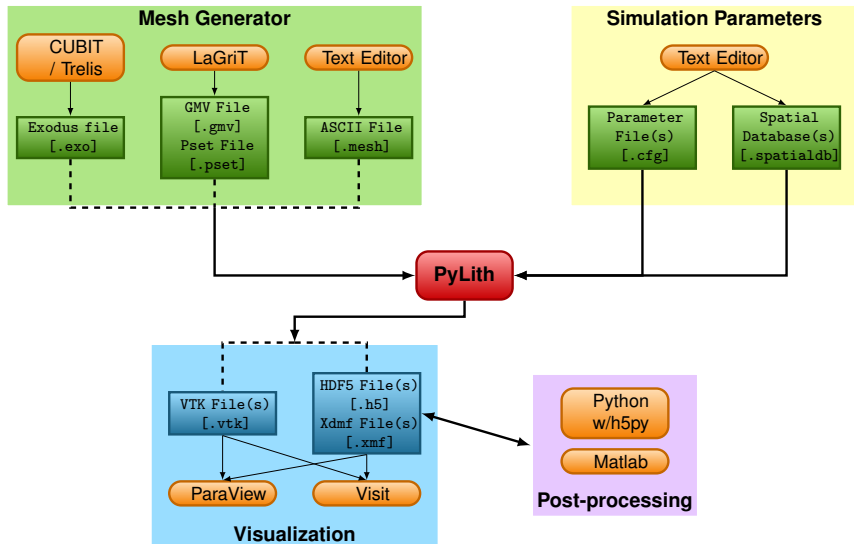 Mesh Generator
CUBIT
/ Trelis
LaGriT
Text Editor
Exodus file
[.exo]
GMV File
[.gmv]
Pset File
[.pset]
ASCII File
[.mesh]
Simulation Parameters
Text Editor
Parameter
File(s)
[.cfg]
Spatial
Database(s)
[.spatialdb]
PyLith
VTK File(s)
[.vtk]
HDF5 File(s)
[.h5]
Xdmf File(s)
[.xmf]
ParaView
Visit
Visualization
Python
w/h5py
Matlab
Post-processing